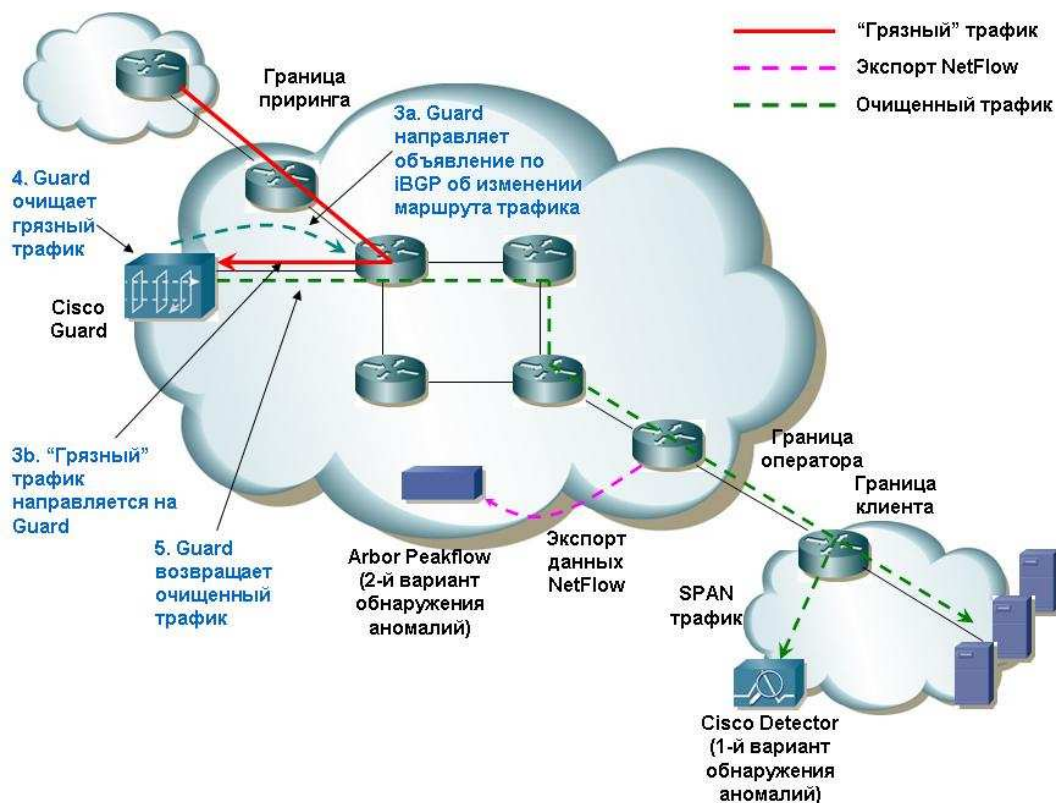 “Грязный” трафик
Экспорт NetFlow
Очищенный трафик
Граница
приринга
3а. Guard
направляет
объявление по
iBGP об изменении
маршрута трафика
4. Guard
очищает
грязный
трафик
Cisco
Guard
3b. “Грязный”
трафик
направляется на
Guard
5. Guard
возвращает
очищенный
трафик
Arbor Peakflow
(2-й вариант
обнаружения
аномалий)
Экспорт
данных
NetFlow
Граница
оператора
Граница
клиента
SPAN
трафик
Cisco Detector
(1-й вариант
обнаружения
аномалий)